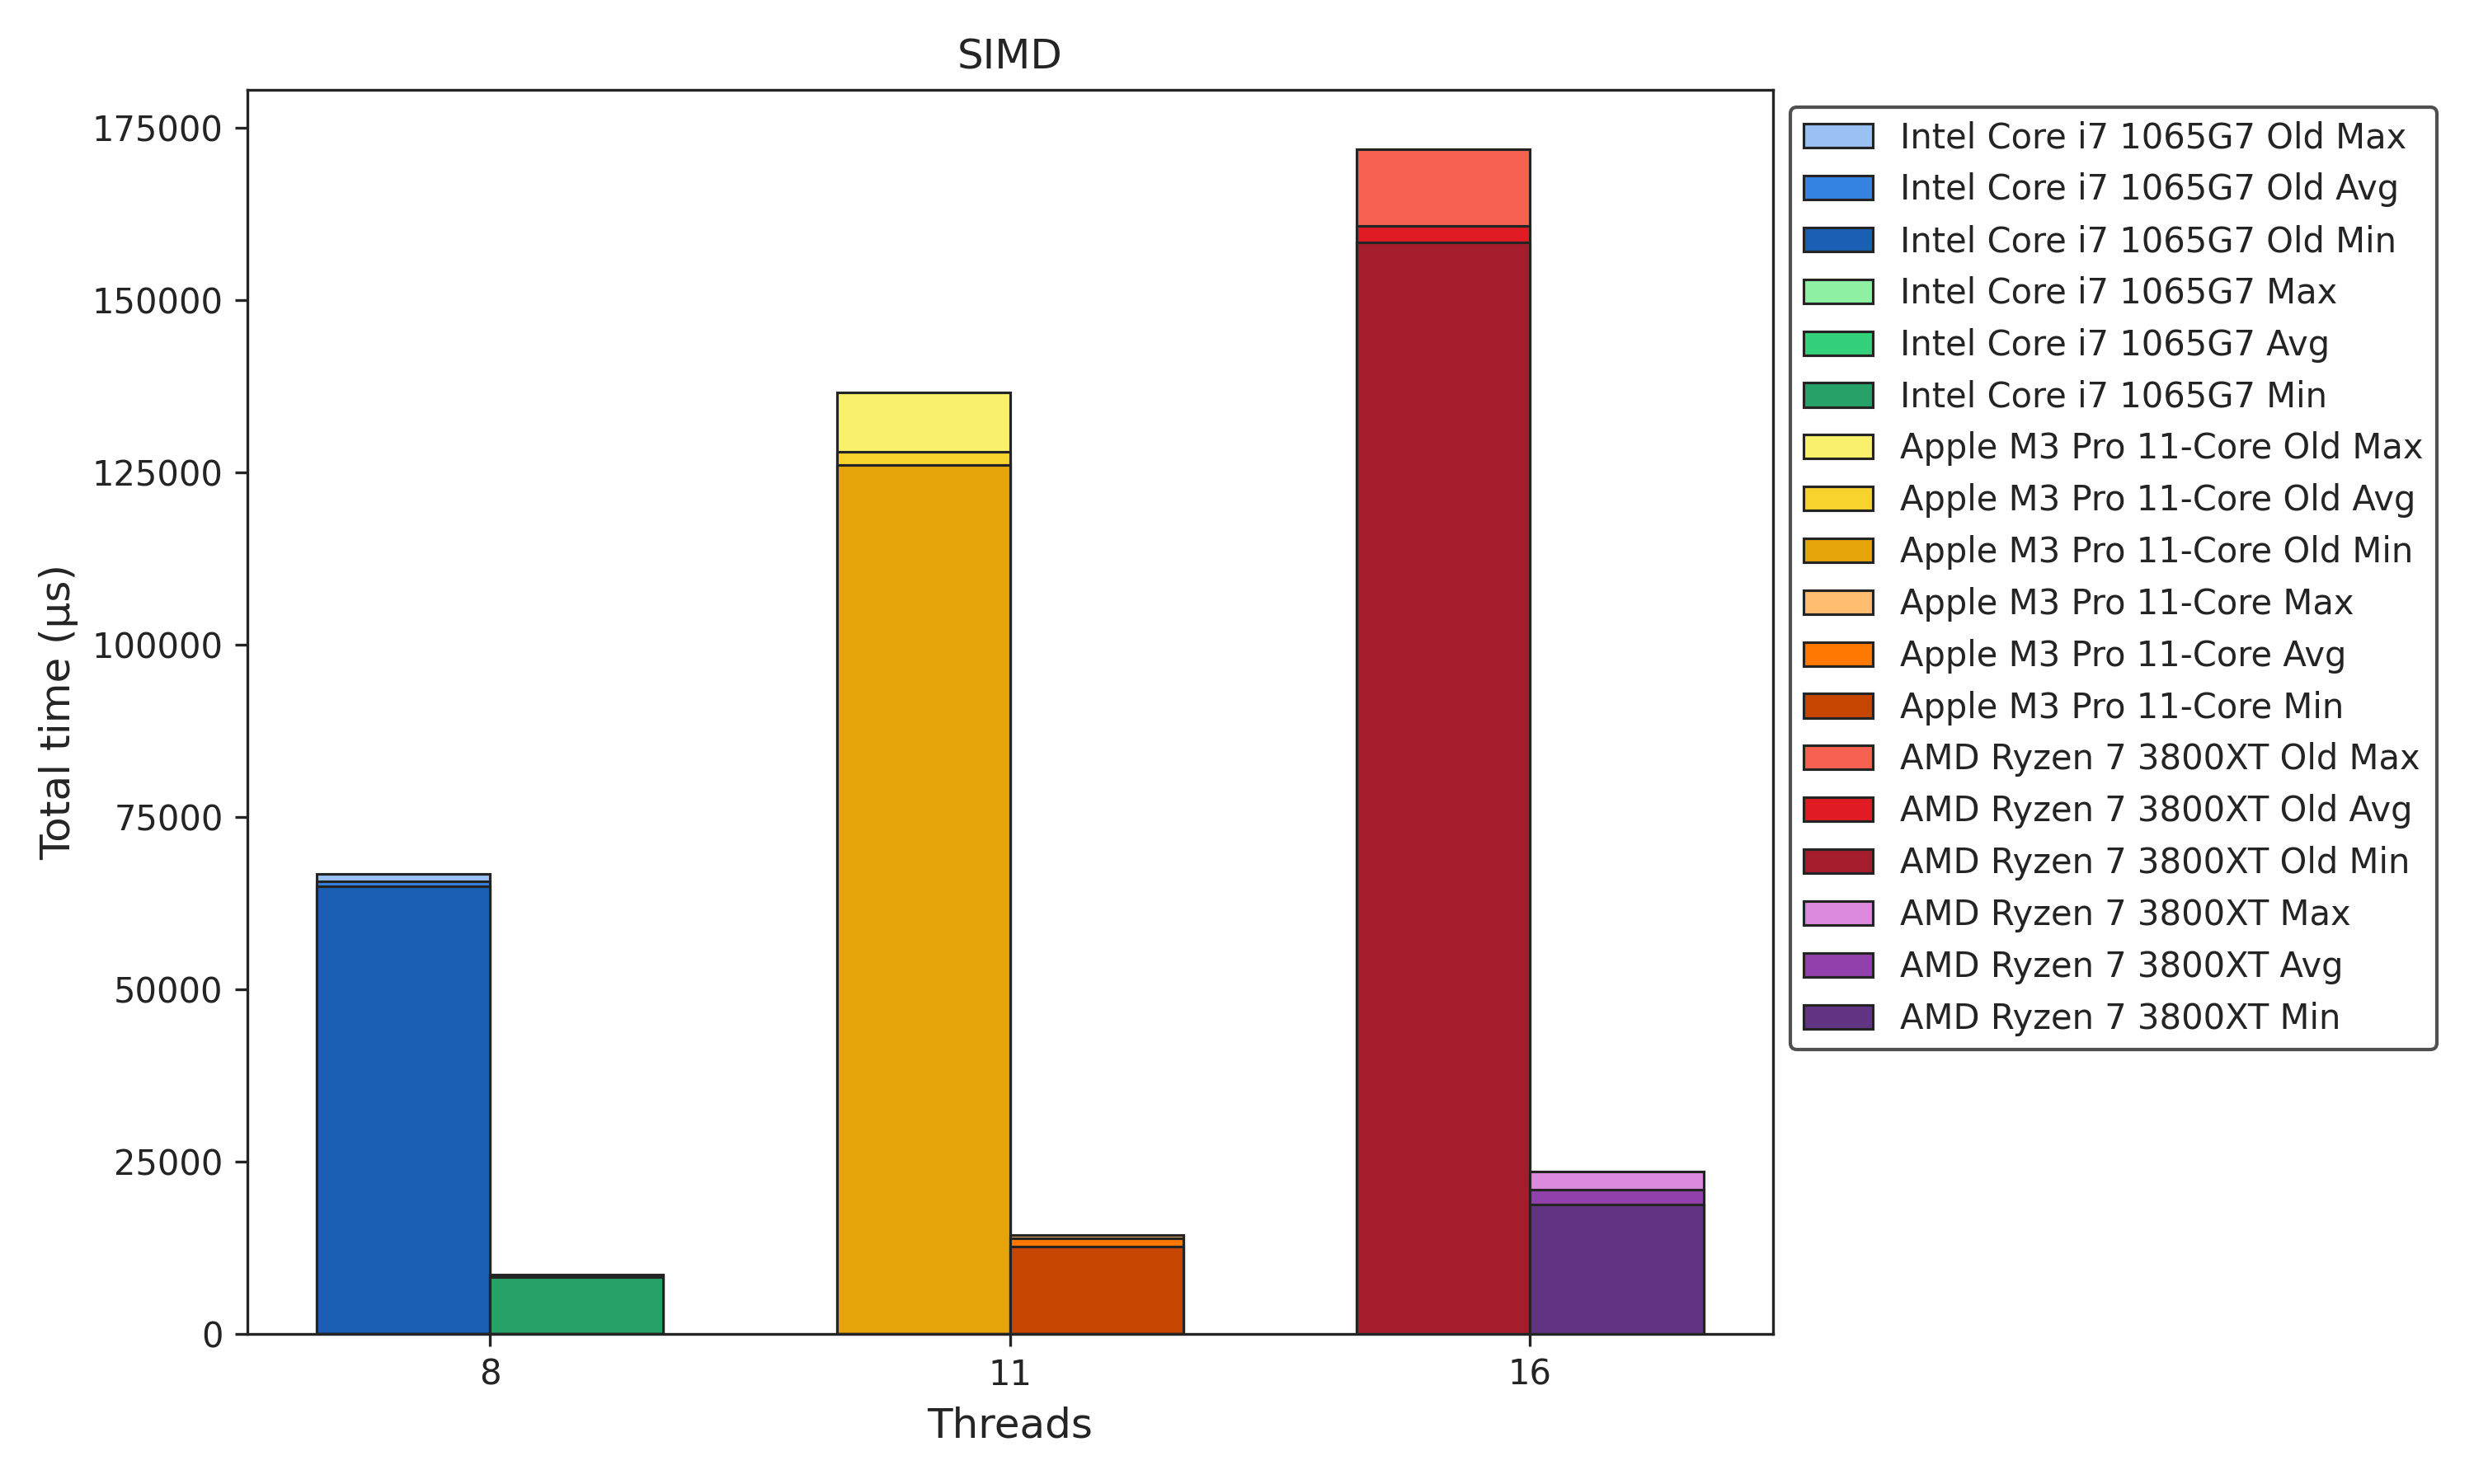 SIMD
175000
150000
125000
100000
75000
50000
25000
0
Total time (µs)
8
11
16
Threads
Intel Core i7 1065G7 Old Max
Intel Core i7 1065G7 Old Avg
Intel Core i7 1065G7 Old Min
Intel Core i7 1065G7 Max
Intel Core i7 1065G7 Avg
Intel Core i7 1065G7 Min
Apple M3 Pro 11-Core Old Max
Apple M3 Pro 11-Core Old Avg
Apple M3 Pro 11-Core Old Min
Apple M3 Pro 11-Core Max
Apple M3 Pro 11-Core Avg
Apple M3 Pro 11-Core Min
AMD Ryzen 7 3800XT Old Max
AMD Ryzen 7 3800XT Old Avg
AMD Ryzen 7 3800XT Old Min
AMD Ryzen 7 3800XT Max
AMD Ryzen 7 3800XT Avg
AMD Ryzen 7 3800XT Min